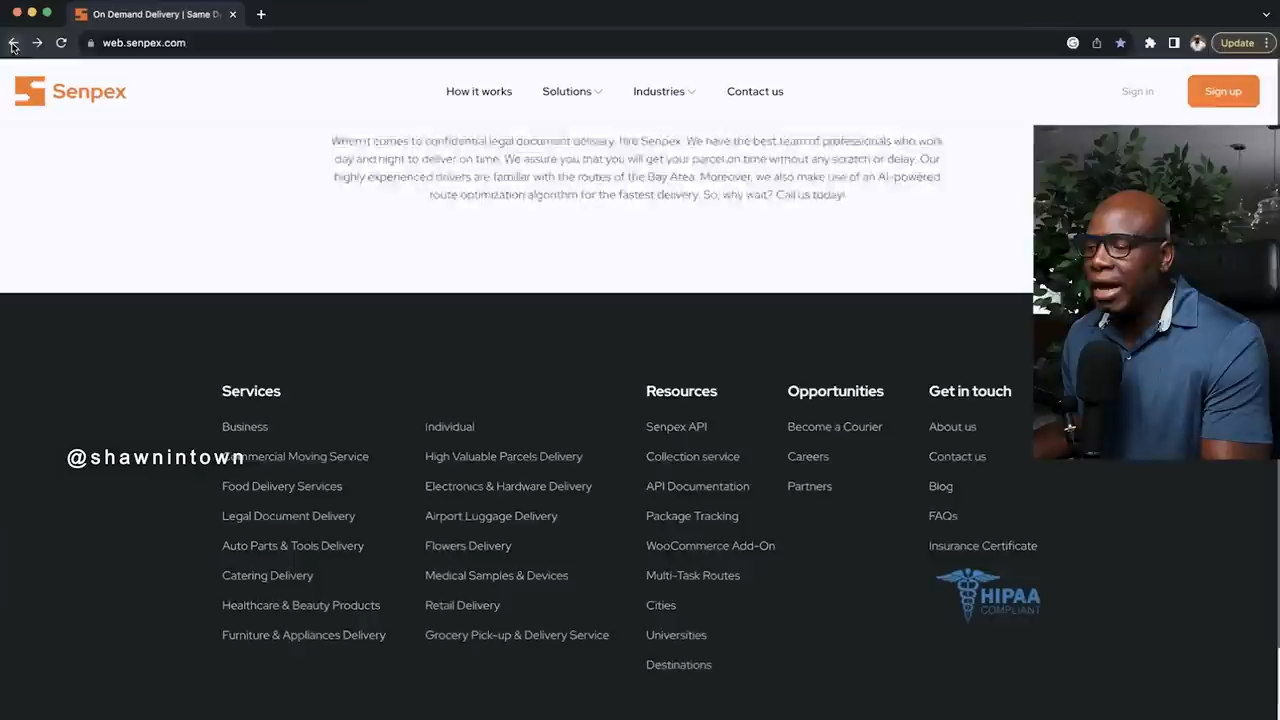 On Demand Delivery | Same D
web.senpex.com
Update
Senpex
How it works
Solutions
Industries
Contact us
Sign in
Sign up
When it comes to confidential legal document delivery, hire Senpex. We have the best team of professionals who work
day and night to deliver on time. We assure you that you will get your parcel on time without any scratch or delay. Our
highly experienced drivers are familiar with the routes of the Bay Area. Moreover, we also make use of an AI-powered
route optimization algorithm for the fastest delivery. So, why wait? Call us today!
Services
Business
Commercial Moving Service
Food Delivery Services
Legal Document Delivery
Auto Parts & Tools Delivery
Catering Delivery
Healthcare & Beauty Products
Furniture & Appliances Delivery
Individual
High Valuable Parcels Delivery
Electronics & Hardware Delivery
Airport Luggage Delivery
Flowers Delivery
Medical Samples & Devices
Retail Delivery
Grocery Pick-up & Delivery Service
Resources
Senpex API
Collection service
API Documentation
Package Tracking
WooCommerce Add-On
Multi-Task Routes
Cities
Universities
Destinations
Opportunities
Become a Courier
Careers
Partners
Get in touch
About us
Contact us
Blog
FAQs
Insurance Certificate
HIPAA
COMPLIANT
@shawnintown